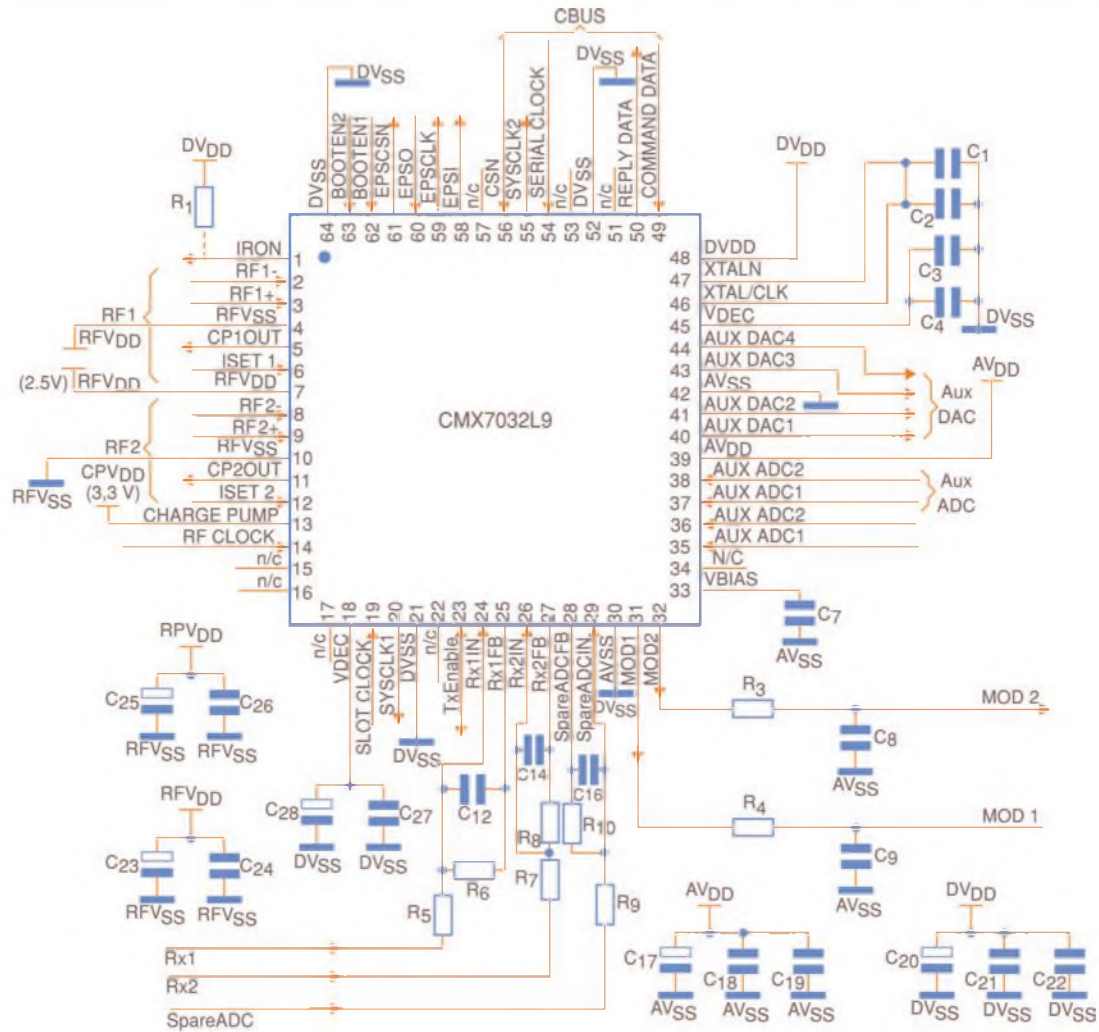 CBUS
DVSS
DVSS
DVSS
BOOTEN2
BOOTEN1
EPSCSN
EPSO
EPSCLK
EPSI
n/c
CSN
SYSCLK2
SERIAL CLOCK
n/c
DVSS
n/c
REPLY DATA
COMMAND DATA
64 63 62 61 60 59 58 57 56 55 54 53 52 51 50 49
DVDD
R1
DVDD
C1
C2
C3
C4
DVSS
IRON 1
RF1- 2
RF1+ 3
RFVSS 4
CP1OUT 5
ISET 1 6
RFVDD 7
RF2- 8
RF2+ 9
RFVSS 10
CP2OUT 11
ISET 2 12
CHARGE PUMP 13
RF CLOCK 14
n/c 15
n/c 16
RF1
RFVDD
(2.5V) RFVDD
RF2
CPVDD
(3,3 V)
RFVSS
CMX7032L9
48 DVDD
47 XTALN
46 XTAL/CLK
45 VDEC
44 AUX DAC4
43 AUX DAC3
42 AVSS
41 AUX DAC2
40 AUX DAC1
39 AVDD
38 AUX ADC2
37 AUX ADC1
36 AUX ADC2
35 AUX ADC1
34 N/C
33 VBIAS
AVDD
Aux
DAC
Aux
ADC
C7
AVSS
17 18 19 20 21 22 23 24 25 26 27 28 29 30 31 32
n/c
VDEC
SLOT CLOCK
SYSCLK1
DVSS
n/c
TxEnable
Rx1IN
Rx1FB
Rx2IN
Rx2FB
SpareADCFB
SpareADCIN
AVSS
MOD1
MOD2
DVSS
DVSS
RPVDD
C25
C26
RFVSS
RFVSS
RFVDD
C23
C24
RFVSS
RFVSS
C28
C27
DVSS
DVSS
C12
C14
C16
R8
R10
R6
R7
R5
R9
R3
MOD 2
C8
AVSS
R4
MOD 1
C9
AVSS
AVDD
C17
C18
C19
AVSS
AVSS
AVSS
DVDD
C20
C21
C22
DVSS
DVSS
DVSS
Rx1
Rx2
SpareADC